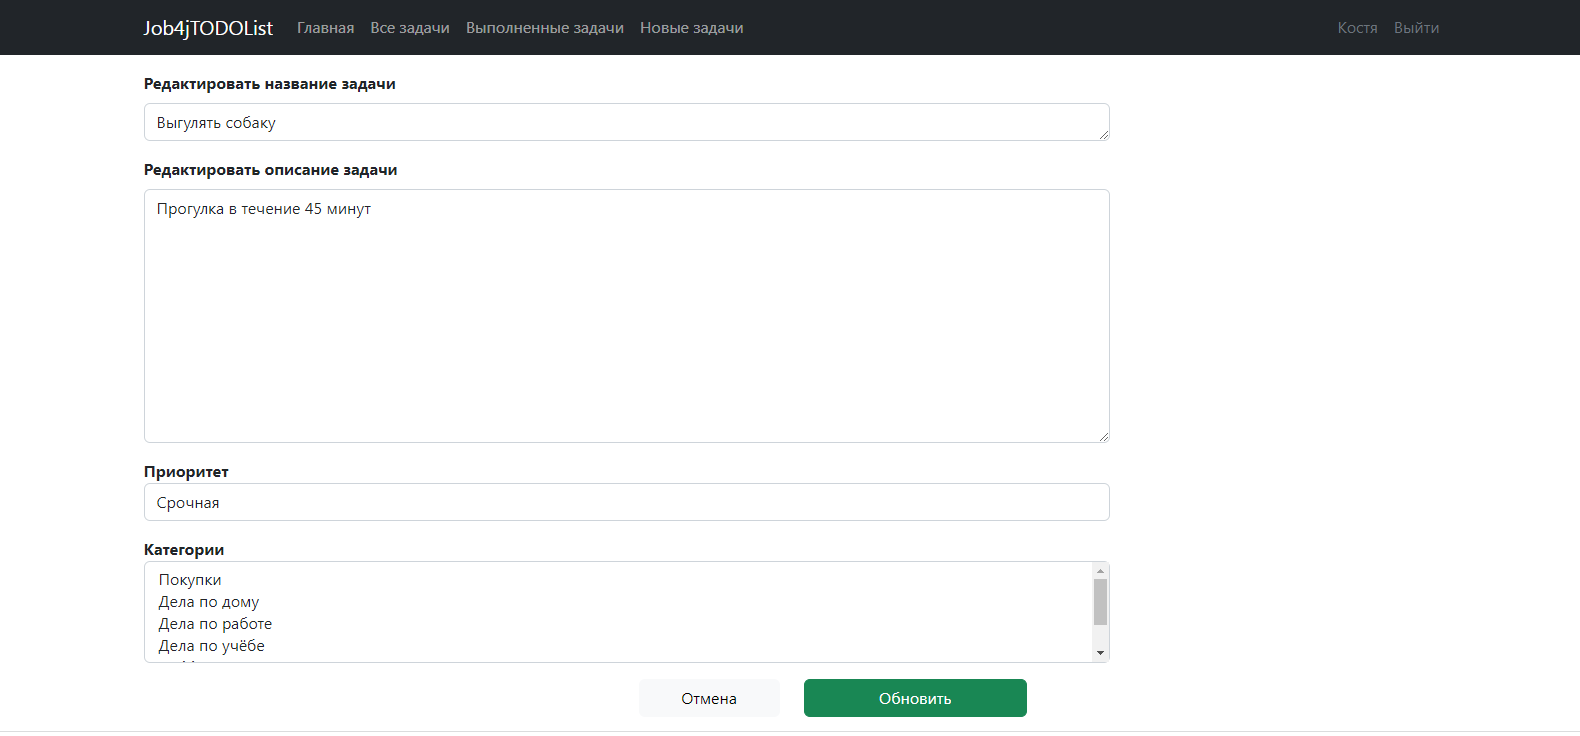 Job4jTODOList Главная Все задачи Выполненные задачи Новые задачи Костя Выйти
Редактировать название задачи
Выгулять собаку
Редактировать описание задачи
Прогулка в течение 45 минут
Приоритет
Срочная
Категории
Покупки
Дела по дому
Дела по работе
Дела по учёбе
Отмена Обновить